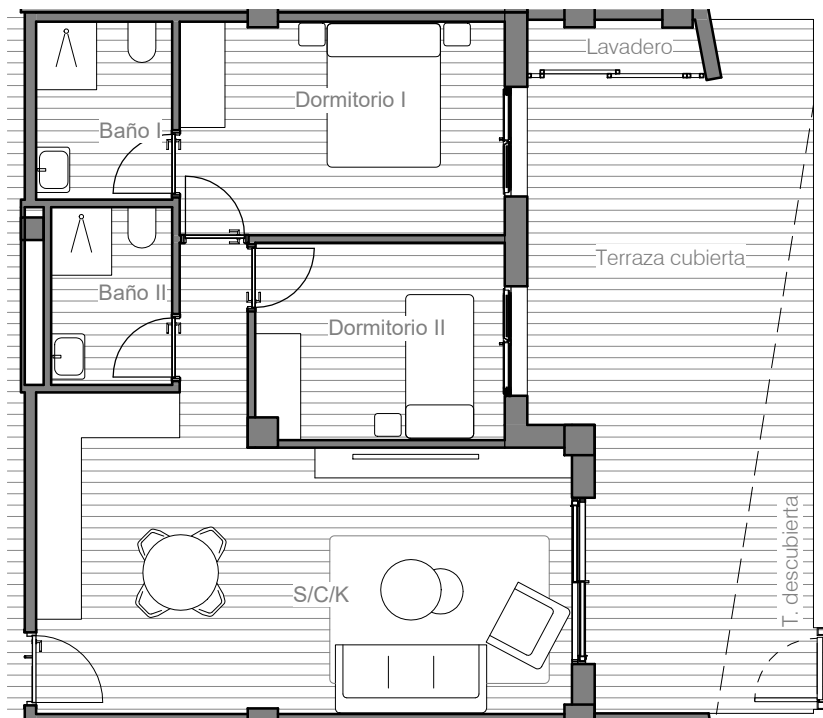 Lavadero
Dormitorio I
Baño I
Terraza cubierta
Baño II
Dormitorio II
T. descubierta
S/C/K